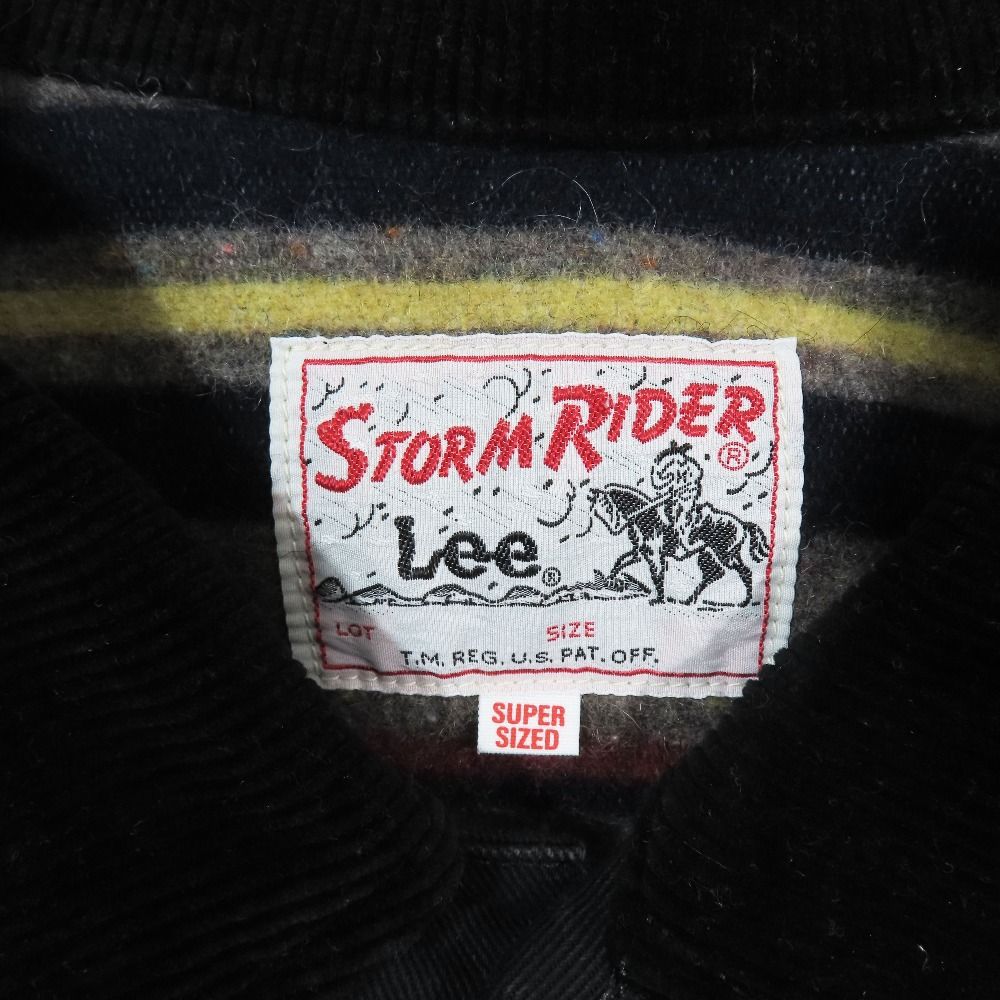 STORM RIDER ®
Lee ®
LOT SIZE
T.M. REG. U.S. PAT. OFF.
SUPER
SIZED